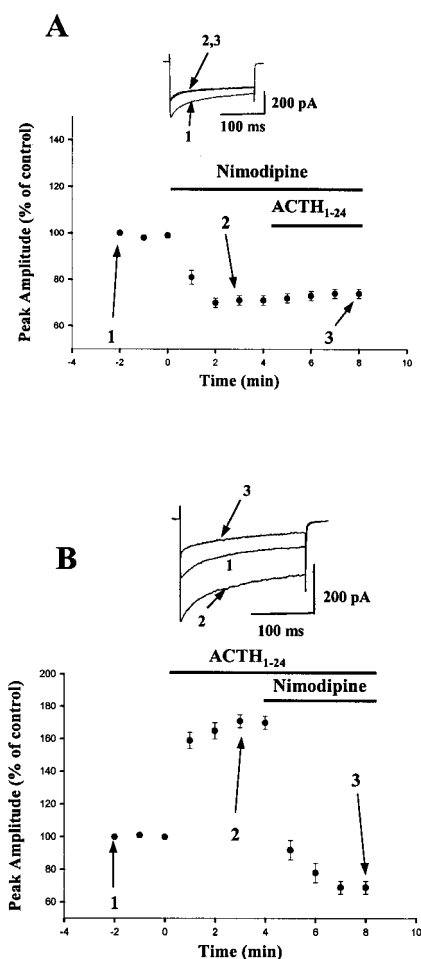 A
2,3
200 pA
1
100 ms
Peak Amplitude (% of control)
140
120
100
80
60
Nimodipine
ACTH1-24
2
1
3
-4 -2 0 2 4 6 8 10
Time (min)
B
3
1
200 pA
2
100 ms
ACTH1-24
Nimodipine
Peak Amplitude (% of control)
200
180
160
140
120
100
80
60
3
2
1
-4 -2 0 2 4 6 8 10
Time (min)